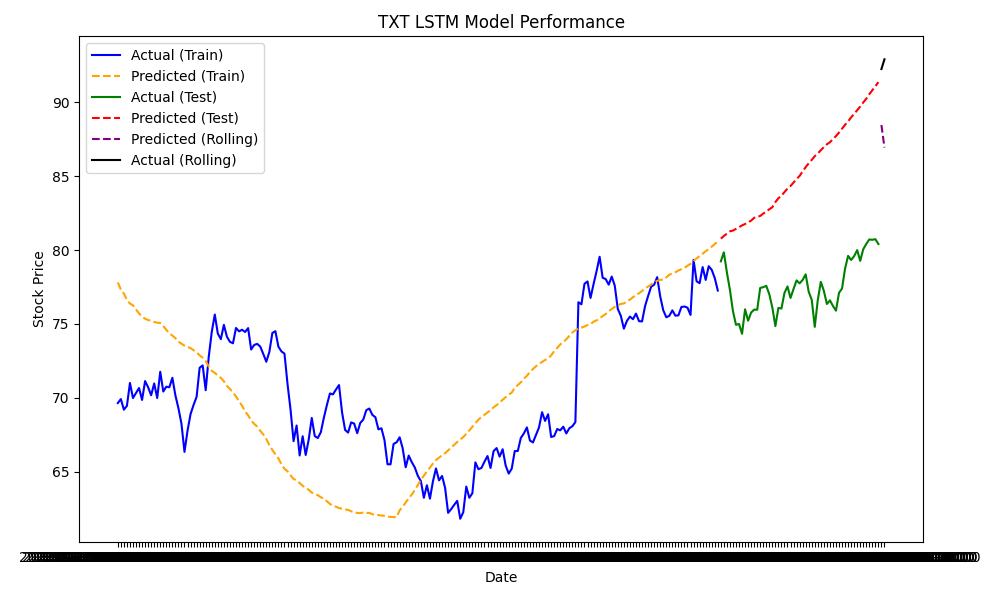 TXT LSTM Model Performance
Actual (Train)
Predicted (Train)
Actual (Test)
Predicted (Test)
Predicted (Rolling)
Actual (Rolling)
90
85
80
75
70
65
Stock Price
Date